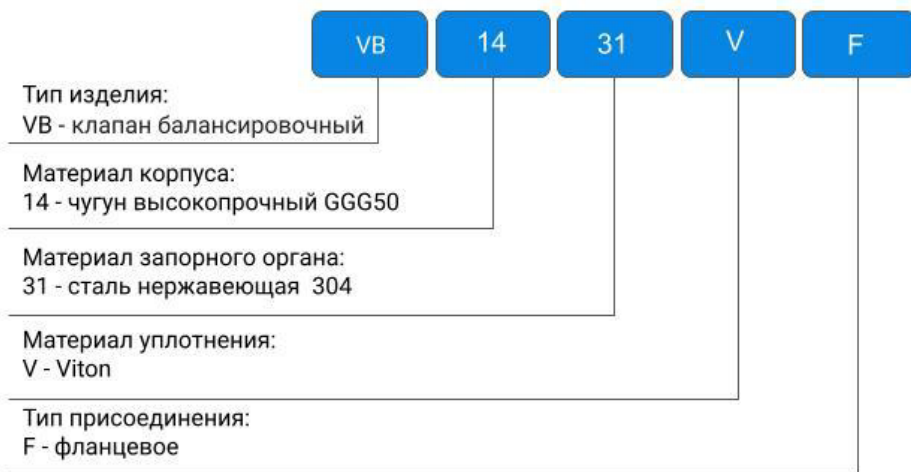 VB 14 31 V F
Тип изделия:
VB - клапан балансировочный
Материал корпуса:
14 - чугун высокопрочный GGG50
Материал запорного органа:
31 - сталь нержавеющая 304
Материал уплотнения:
V - Viton
Тип присоединения:
F - фланцевое